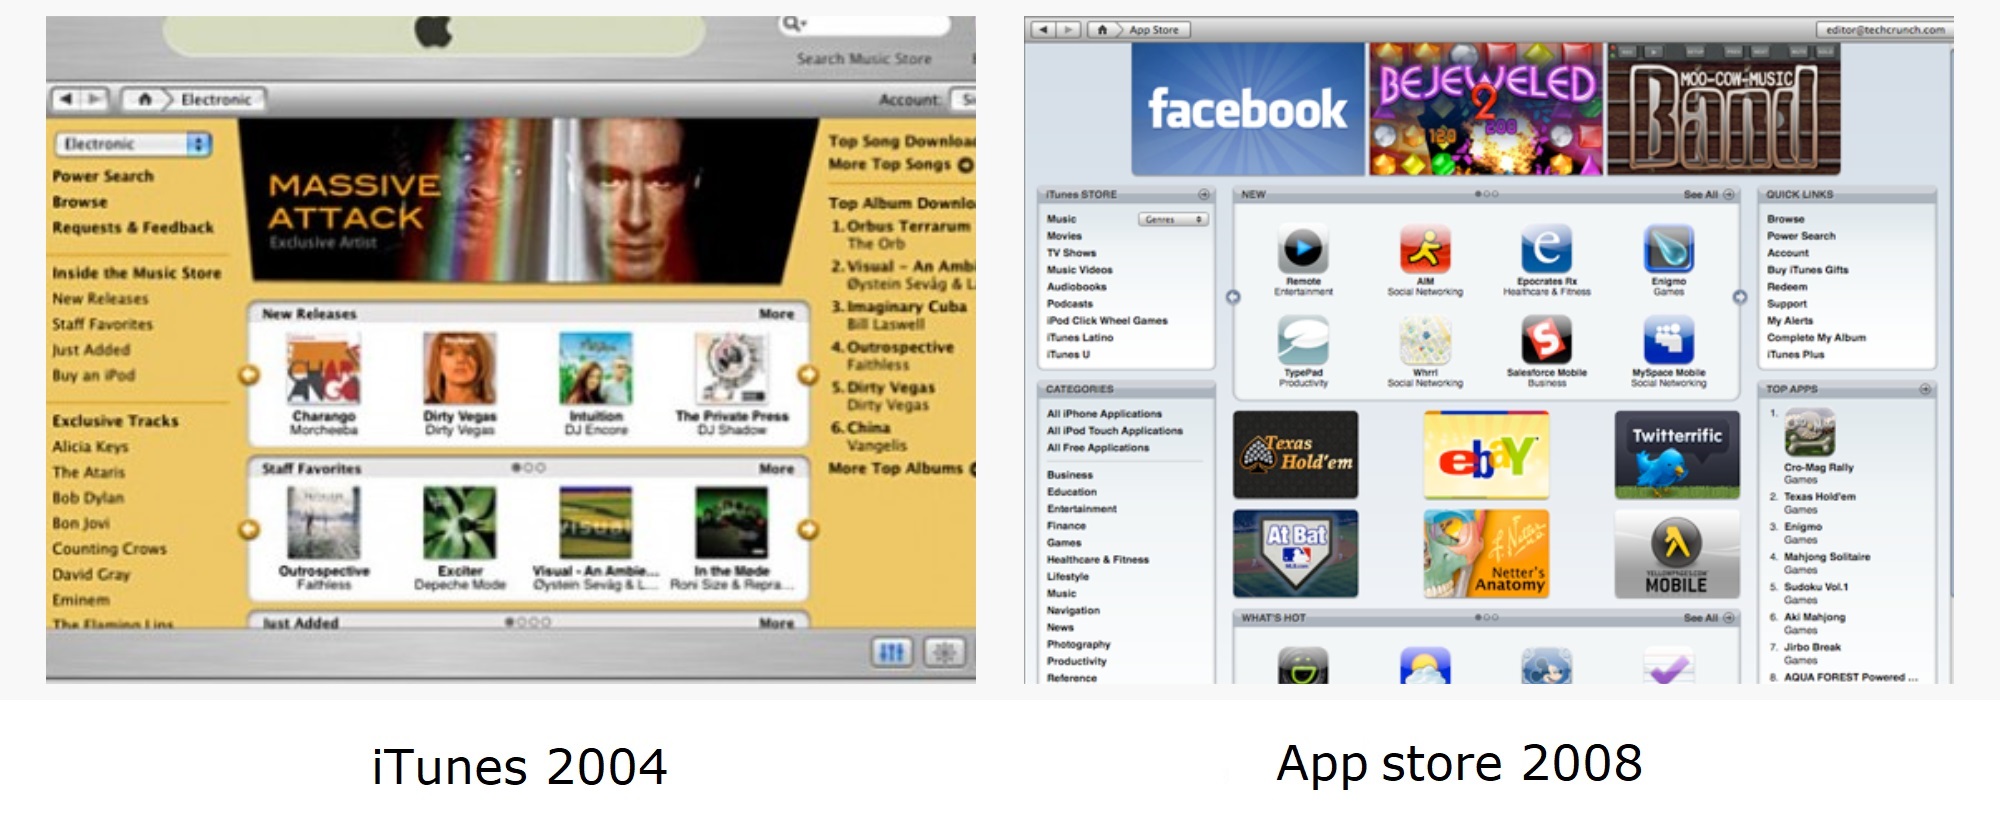 Search Music Store
Electronic
Account:
Electronic
Power Search
Browse
Requests & Feedback
Inside the Music Store
New Releases
Staff Favorites
Just Added
Buy an iPod
Exclusive Tracks
Alicia Keys
The Ataris
Bob Dylan
Bon Jovi
Counting Crows
David Gray
Eminem
The Flaming Lips
MASSIVE
ATTACK
Exclusive Artist
New Releases More
Charango
Morcheeba
Dirty Vegas
Dirty Vegas
Intuition
DJ Encore
The Private Press
DJ Shadow
Staff Favorites More
Outrospective
Faithless
Exciter
Depeche Mode
Visual - An Ambie...
Øystein Sevåg & L...
In the Mode
Roni Size & Repra...
Just Added More
Top Song Downloa
More Top Songs
Top Album Downlo
1. Orbus Terrarum
The Orb
2. Visual – An Ambi
Øystein Sevåg & L
3. Imaginary Cuba
Bill Laswell
4. Outrospective
Faithless
5. Dirty Vegas
Dirty Vegas
6. China
Vangelis
More Top Albums
iTunes 2004
App Store
editor@techcrunch.com
facebook
BEJEWELED
2
MOO-COW-MUSIC
Band
iTunes STORE
Music Genres
Movies
TV Shows
Music Videos
Audiobooks
Podcasts
iPod Click Wheel Games
iTunes Latino
iTunes U
CATEGORIES
All iPhone Applications
All iPod Touch Applications
All Free Applications
Business
Education
Entertainment
Finance
Games
Healthcare & Fitness
Lifestyle
Music
Navigation
News
Photography
Productivity
Reference
NEW See All
Remote
Entertainment
AIM
Social Networking
Epocrates Rx
Healthcare & Fitness
Enigmo
Games
TypePad
Productivity
Whrrl
Social Networking
Salesforce Mobile
Business
MySpace Mobile
Social Networking
Texas
Hold'em
ebaY
Twitterrific
At Bat
Netter's
Anatomy
YELLOWPAGES.COM
MOBILE
WHAT'S HOT See All
QUICK LINKS
Browse
Power Search
Account
Buy iTunes Gifts
Redeem
Support
My Alerts
Complete My Album
iTunes Plus
TOP APPS
1.
Cro-Mag Rally
Games
2. Texas Hold'em
Games
3. Enigmo
Games
4. Mahjong Solitaire
Games
5. Sudoku Vol.1
Games
6. Aki Mahjong
Games
7. Jirbo Break
Games
8. AQUA FOREST Powered ...
App store 2008